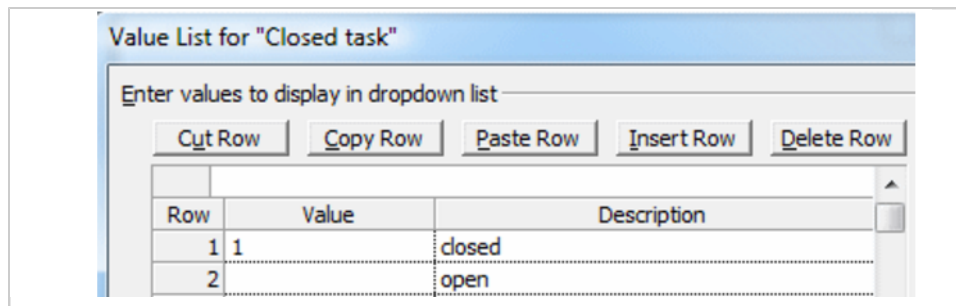 Value List for "Closed task"
Enter values to display in dropdown list
Cut Row Copy Row Paste Row Insert Row Delete Row
Row Value Description
1 1 closed
2 open